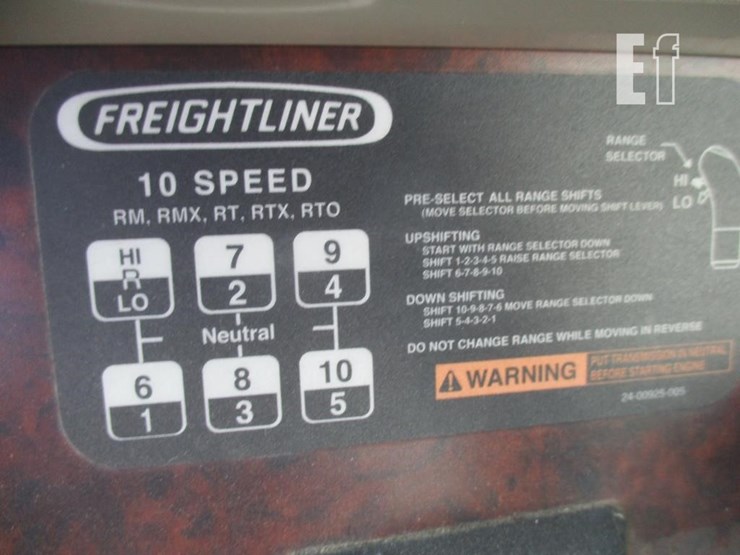 Ef
FREIGHTLINER
10 SPEED
RM, RMX, RT, RTX, RTO
HI
R
LO
7
2
9
4
Neutral
6
1
8
3
10
5
RANGE
SELECTOR
HI
LO
PRE-SELECT ALL RANGE SHIFTS
(MOVE SELECTOR BEFORE MOVING SHIFT LEVER)
UPSHIFTING
START WITH RANGE SELECTOR DOWN
SHIFT 1-2-3-4-5 RAISE RANGE SELECTOR
SHIFT 6-7-8-9-10
DOWN SHIFTING
SHIFT 10-9-8-7-6 MOVE RANGE SELECTOR DOWN
SHIFT 5-4-3-2-1
DO NOT CHANGE RANGE WHILE MOVING IN REVERSE
WARNING
PUT TRANSMISSION IN NEUTRAL
BEFORE STARTING ENGINE
24-00925-005